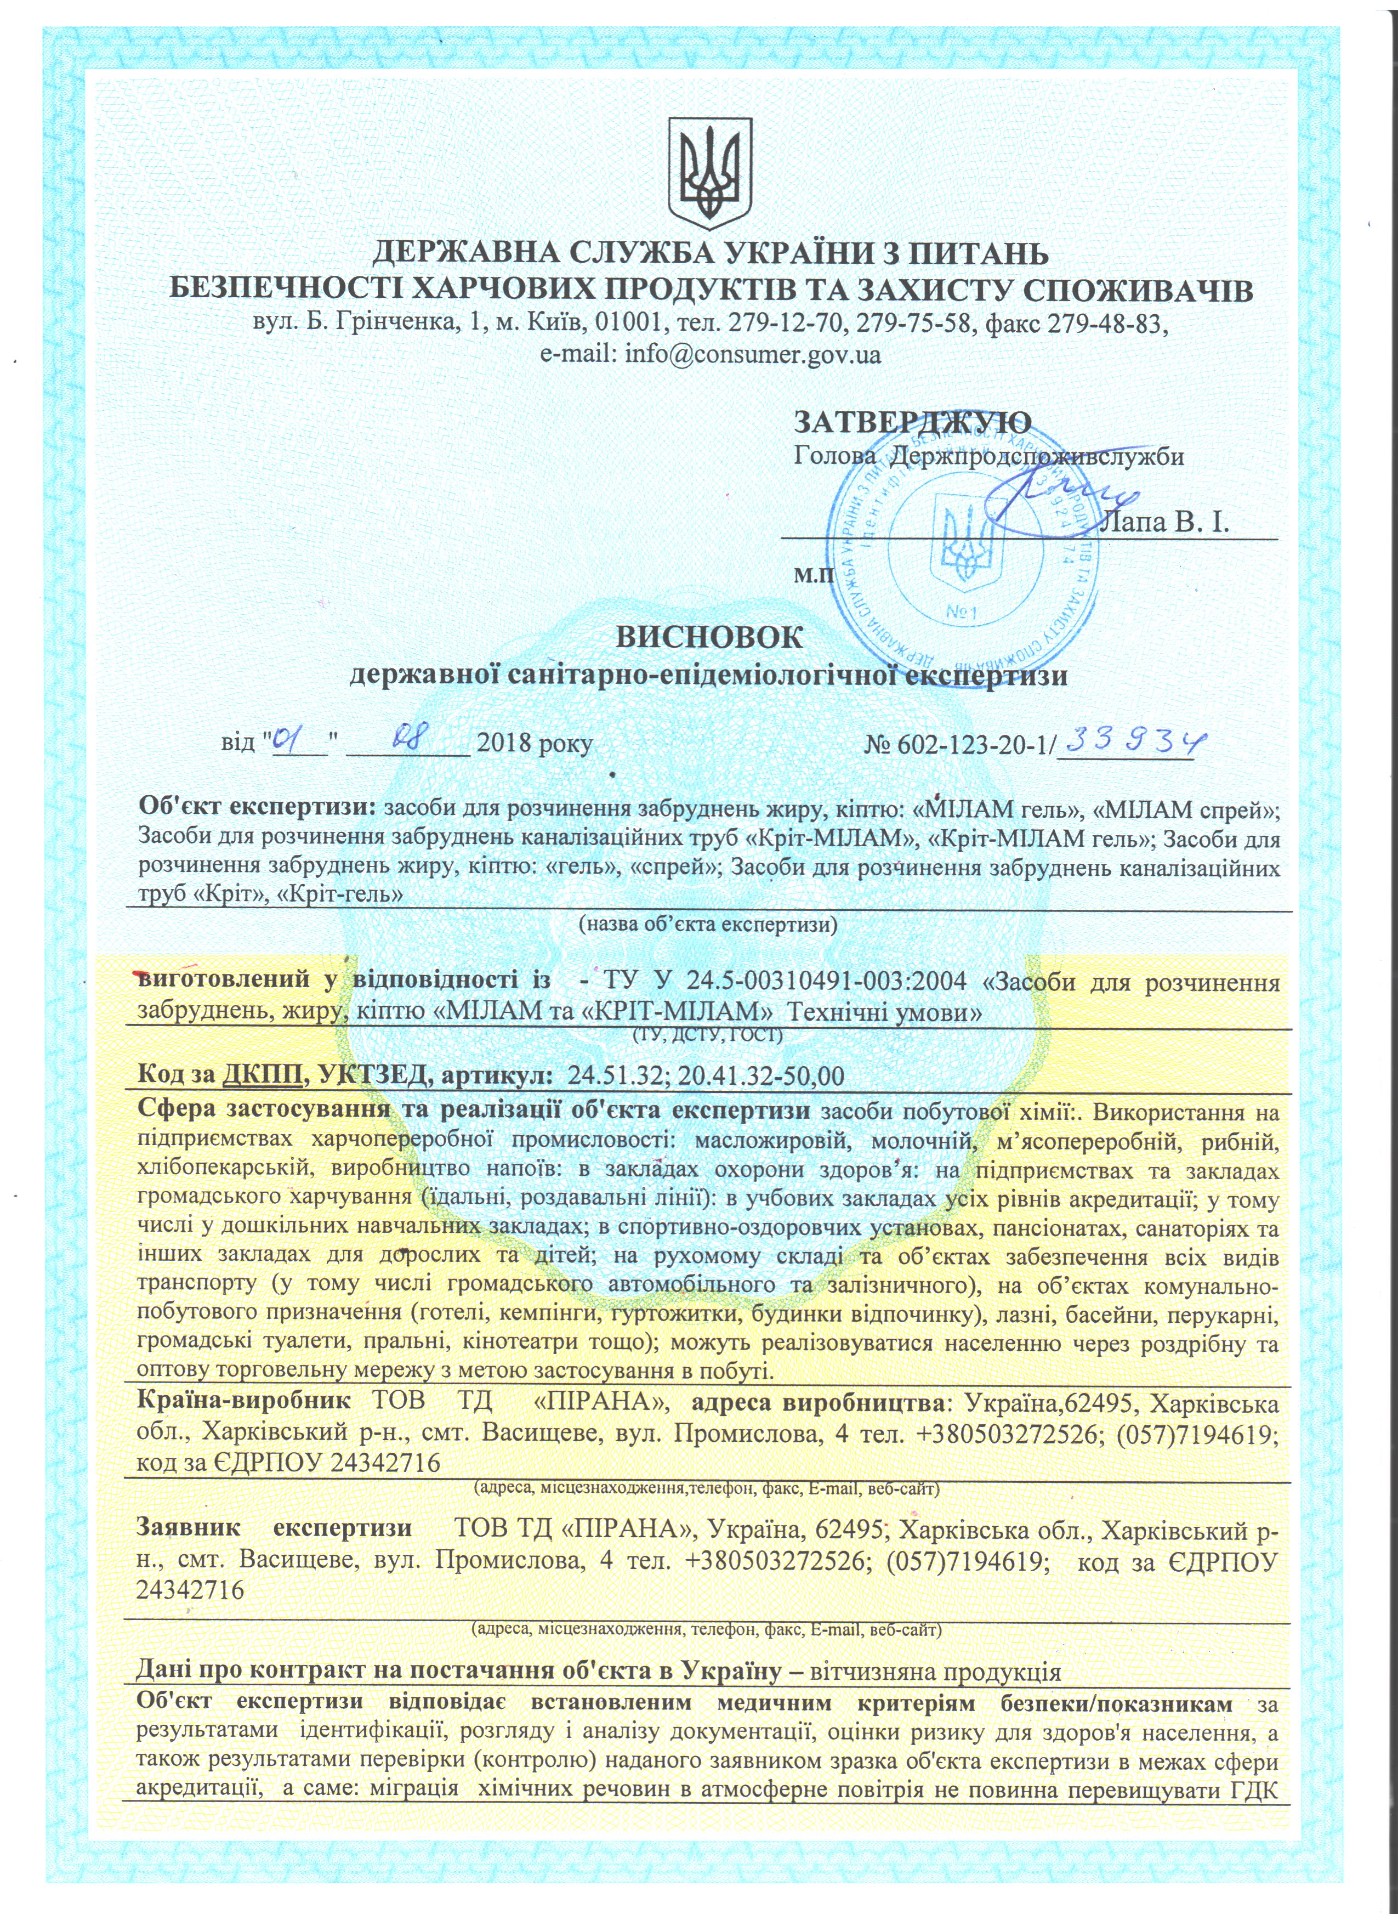 ДЕРЖАВНА СЛУЖБА УКРАЇНИ З ПИТАНЬ
БЕЗПЕЧНОСТІ ХАРЧОВИХ ПРОДУКТІВ ТА ЗАХИСТУ СПОЖИВАЧІВ
вул. Б. Грінченка, 1, м. Київ, 01001, тел. 279-12-70, 279-75-58, факс 279-48-83,
e-mail: info@consumer.gov.ua
ЗАТВЕРДЖУЮ
Голова Держпродспоживслужби
Лапа В. І.
м.п
№1
ВИСНОВОК
державної санітарно-епідеміологічної експертизи
від "01" 08 2018 року
№ 602-123-20-1/33934
Об'єкт експертизи: засоби для розчинення забруднень жиру, кіптю: «МІЛАМ гель», «МІЛАМ спрей»;
Засоби для розчинення забруднень каналізаційних труб «Кріт-МІЛАМ», «Кріт-МІЛАМ гель»; Засоби для
розчинення забруднень жиру, кіптю: «гель», «спрей»; Засоби для розчинення забруднень каналізаційних
труб «Кріт», «Кріт-гель»
(назва об’єкта експертизи)
виготовлений у відповідності із - ТУ У 24.5-00310491-003:2004 «Засоби для розчинення
забруднень, жиру, кіптю «МІЛАМ та «КРІТ-МІЛАМ» Технічні умови»
(ТУ, ДСТУ, ГОСТ)
Код за ДКПП, УКТЗЕД, артикул: 24.51.32; 20.41.32-50,00
Сфера застосування та реалізації об'єкта експертизи засоби побутової хімії:. Використання на
підприємствах харчопереробної промисловості: масложировій, молочній, м’ясопереробній, рибній,
хлібопекарській, виробництво напоїв: в закладах охорони здоров’я: на підприємствах та закладах
громадського харчування (їдальні, роздавальні лінії): в учбових закладах усіх рівнів акредитації; у тому
числі у дошкільних навчальних закладах; в спортивно-оздоровчих установах, пансіонатах, санаторіях та
інших закладах для дорослих та дітей; на рухомому складі та об’єктах забезпечення всіх видів
транспорту (у тому числі громадського автомобільного та залізничного), на об’єктах комунально-
побутового призначення (готелі, кемпінги, гуртожитки, будинки відпочинку), лазні, басейни, перукарні,
громадські туалети, пральні, кінотеатри тощо); можуть реалізовуватися населенню через роздрібну та
оптову торговельну мережу з метою застосування в побуті.
Країна-виробник ТОВ ТД «ПІРАНА», адреса виробництва: Україна,62495, Харківська
обл., Харківський р-н., смт. Васищеве, вул. Промислова, 4 тел. +380503272526; (057)7194619;
код за ЄДРПОУ 24342716
(адреса, місцезнаходження,телефон, факс, E-mail, веб-сайт)
Заявник експертизи ТОВ ТД «ПІРАНА», Україна, 62495; Харківська обл., Харківський р-
н., смт. Васищеве, вул. Промислова, 4 тел. +380503272526; (057)7194619; код за ЄДРПОУ
24342716
(адреса, місцезнаходження, телефон, факс, E-mail, веб-сайт)
Дані про контракт на постачання об'єкта в Україну – вітчизняна продукція
Об'єкт експертизи відповідає встановленим медичним критеріям безпеки/показникам за
результатами ідентифікації, розгляду і аналізу документації, оцінки ризику для здоров'я населення, а
також результатами перевірки (контролю) наданого заявником зразка об'єкта експертизи в межах сфери
акредитації, а саме: міграція хімічних речовин в атмосферне повітрія не повинна перевищувати ГДК